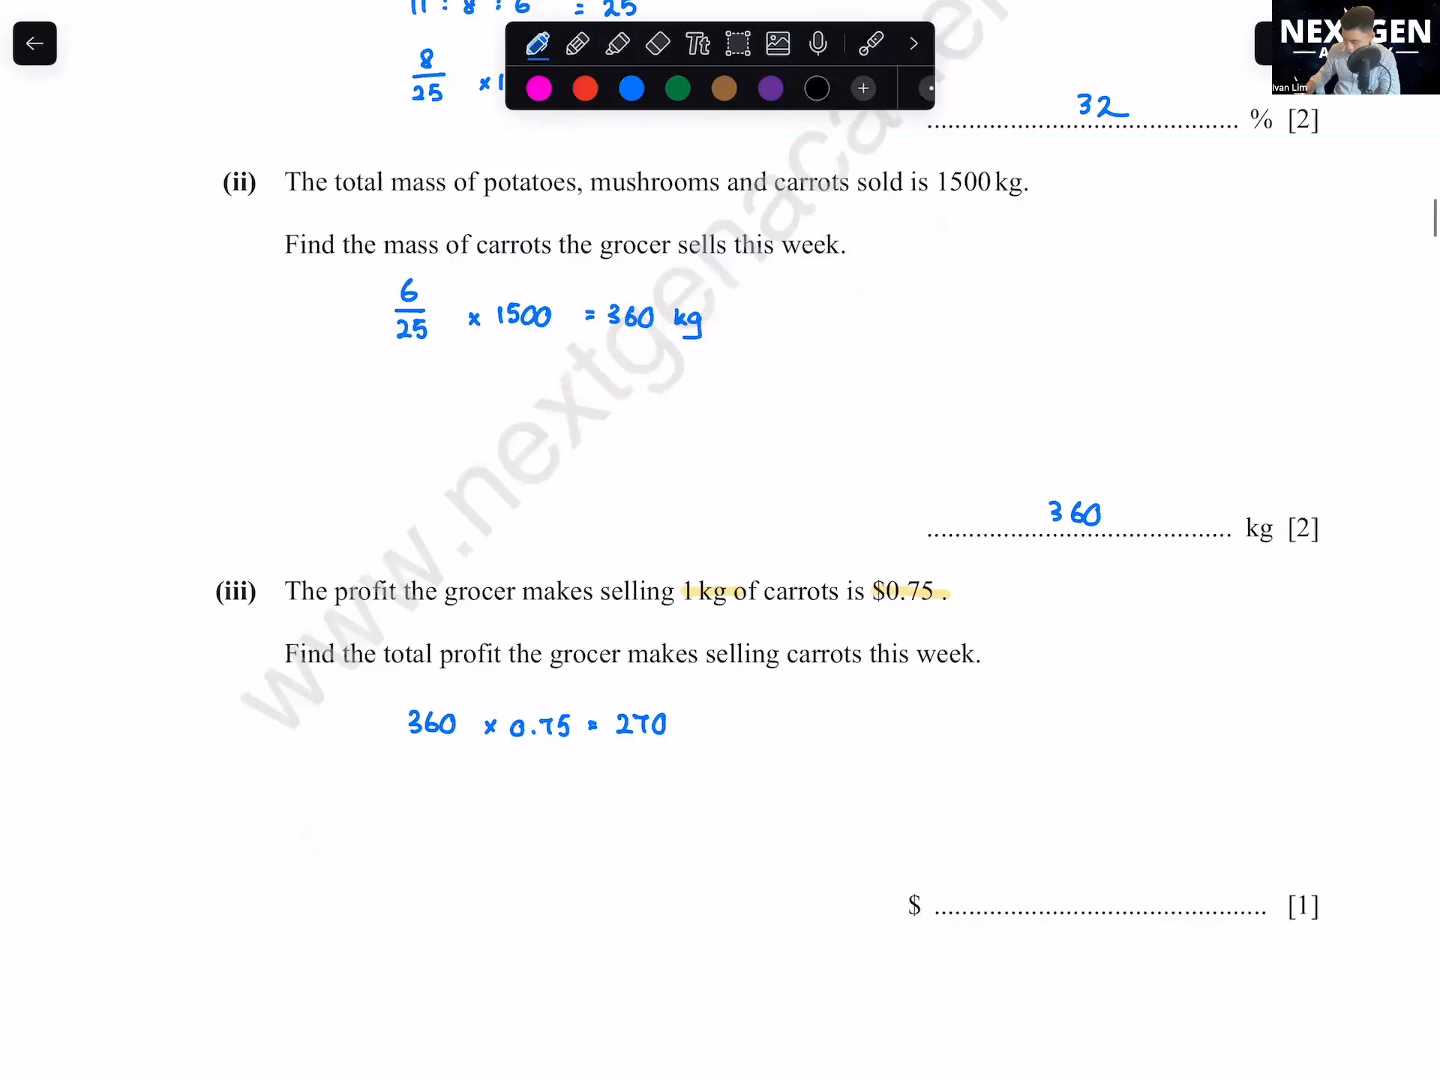 11 : 8 : 6 = 25
NEXTGEN
8/25 × 1
Ivan Lim
32
% [2]
(ii) The total mass of potatoes, mushrooms and carrots sold is 1500 kg.
Find the mass of carrots the grocer sells this week.
6/25 × 1500 = 360 kg
360
kg [2]
(iii) The profit the grocer makes selling 1 kg of carrots is $0.75 .
Find the total profit the grocer makes selling carrots this week.
360 × 0.75 = 270
$ [1]
www.nextgenacade
Tt